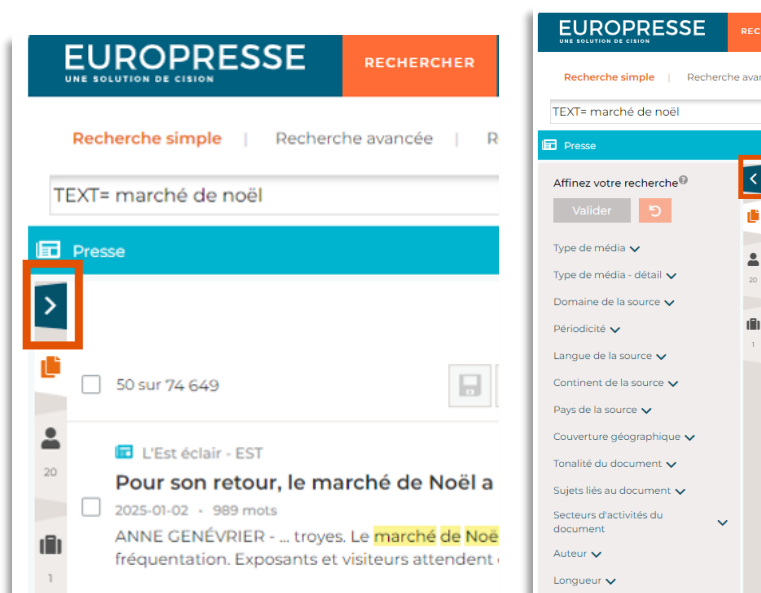 EUROPRESSE
UNE SOLUTION DE CISION
RECHERCHER
Recherche simple | Recherche avancée | R
TEXT= marché de noël
Presse
50 sur 74 649
L'Est éclair - EST
Pour son retour, le marché de Noël a
2025-01-02 • 989 mots
ANNE GENÉVRIER - ... troyes. Le marché de Noë
fréquentation. Exposants et visiteurs attendent
20
1
EUROPRESSE
UNE SOLUTION DE CISION
REC
Recherche simple | Recherche avan
TEXT= marché de noël
Presse
Affinez votre recherche
Valider
Type de média
Type de média - détail
Domaine de la source
Périodicité
Langue de la source
Continent de la source
Pays de la source
Couverture géographique
Tonalité du document
Sujets liés au document
Secteurs d'activités du
document
Auteur
Longueur
20
1